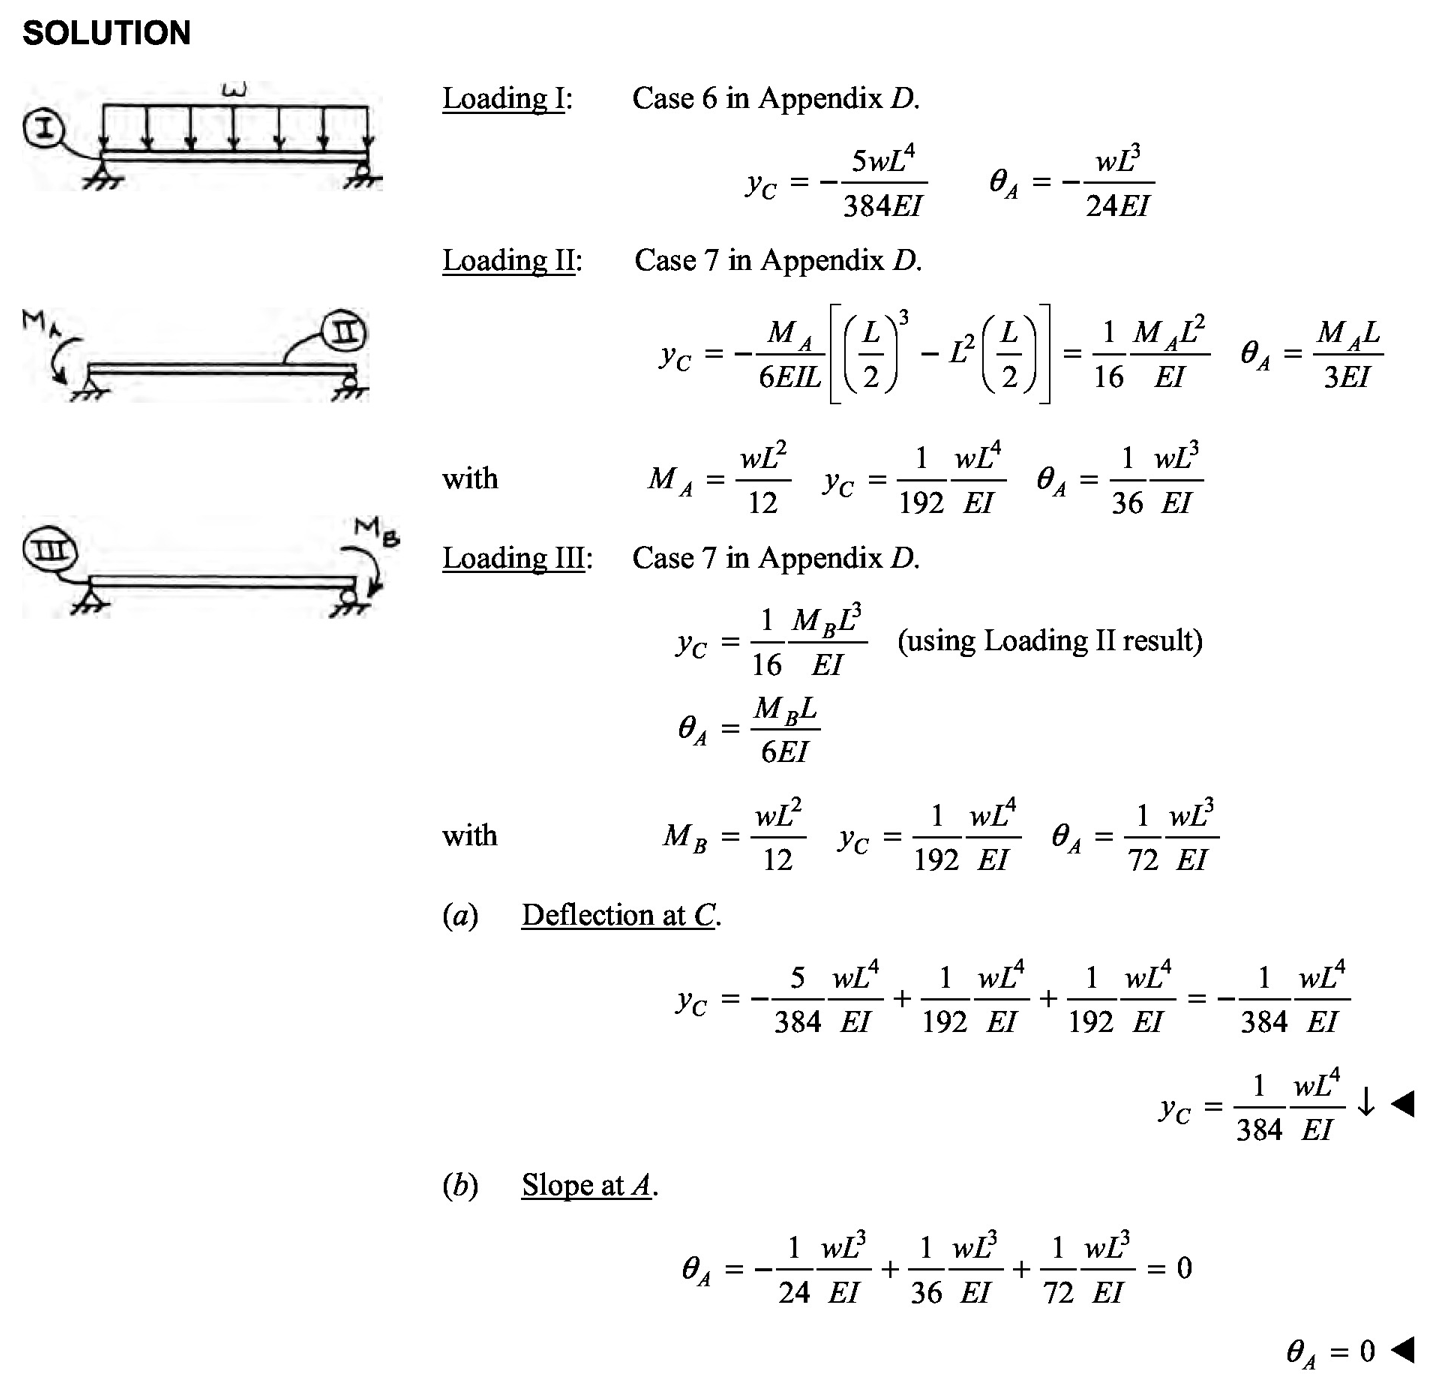 SOLUTION
w
I
Loading I: Case 6 in Appendix D.
y_C = -\frac{5wL^4}{384EI} θ_A = -\frac{wL^3}{24EI}
Loading II: Case 7 in Appendix D.
M_A
II
y_C = -\frac{M_A}{6EIL}\left[\left(\frac{L}{2}\right)^3 - L^2\left(\frac{L}{2}\right)\right] = \frac{1}{16}\frac{M_A L^2}{EI} θ_A = \frac{M_A L}{3EI}
with M_A = \frac{wL^2}{12} y_C = \frac{1}{192}\frac{wL^4}{EI} θ_A = \frac{1}{36}\frac{wL^3}{EI}
III
M_B
Loading III: Case 7 in Appendix D.
y_C = \frac{1}{16}\frac{M_B L^3}{EI} (using Loading II result)
θ_A = \frac{M_B L}{6EI}
with M_B = \frac{wL^2}{12} y_C = \frac{1}{192}\frac{wL^4}{EI} θ_A = \frac{1}{72}\frac{wL^3}{EI}
(a) Deflection at C.
y_C = -\frac{5}{384}\frac{wL^4}{EI} + \frac{1}{192}\frac{wL^4}{EI} + \frac{1}{192}\frac{wL^4}{EI} = -\frac{1}{384}\frac{wL^4}{EI}
y_C = \frac{1}{384}\frac{wL^4}{EI} ↓ ◀
(b) Slope at A.
θ_A = -\frac{1}{24}\frac{wL^3}{EI} + \frac{1}{36}\frac{wL^3}{EI} + \frac{1}{72}\frac{wL^3}{EI} = 0
θ_A = 0 ◀